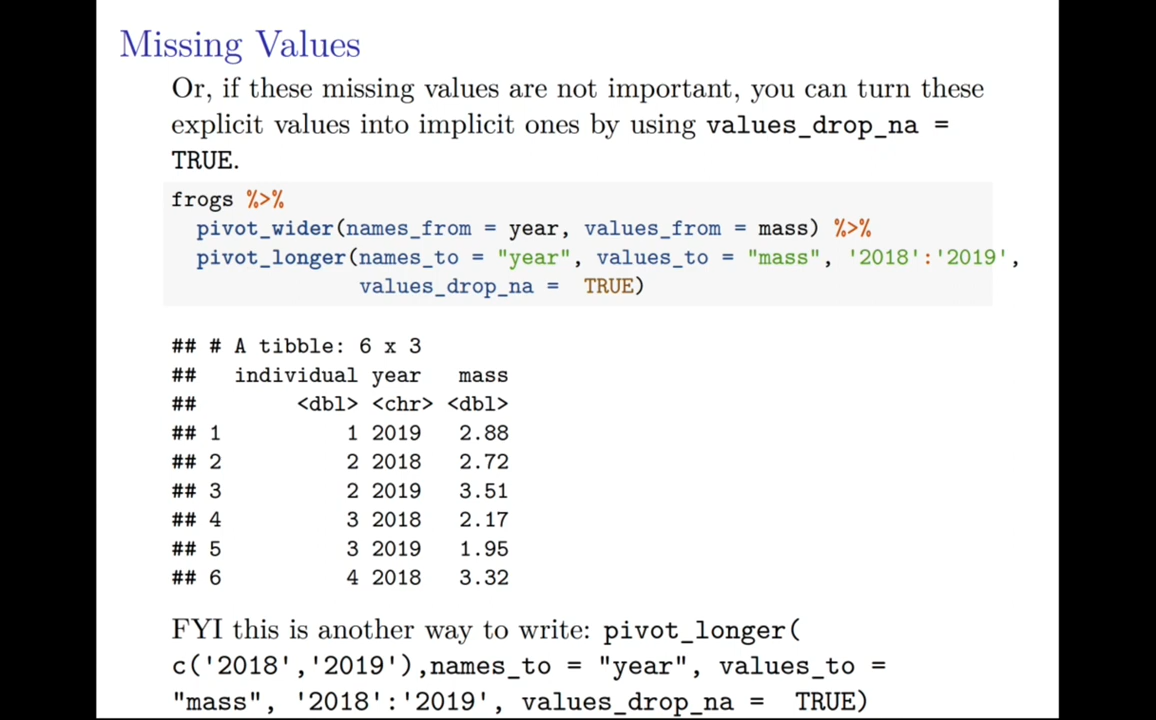 Missing Values
Or, if these missing values are not important, you can turn these
explicit values into implicit ones by using values_drop_na =
TRUE.
frogs %>%
  pivot_wider(names_from = year, values_from = mass) %>%
  pivot_longer(names_to = "year", values_to = "mass", '2018':'2019',
               values_drop_na =  TRUE)
## # A tibble: 6 x 3
##   individual year   mass
##        <dbl> <chr> <dbl>
## 1          1 2019   2.88
## 2          2 2018   2.72
## 3          2 2019   3.51
## 4          3 2018   2.17
## 5          3 2019   1.95
## 6          4 2018   3.32
FYI this is another way to write: pivot_longer(
c('2018','2019'),names_to = "year", values_to =
"mass", '2018':'2019', values_drop_na =  TRUE)